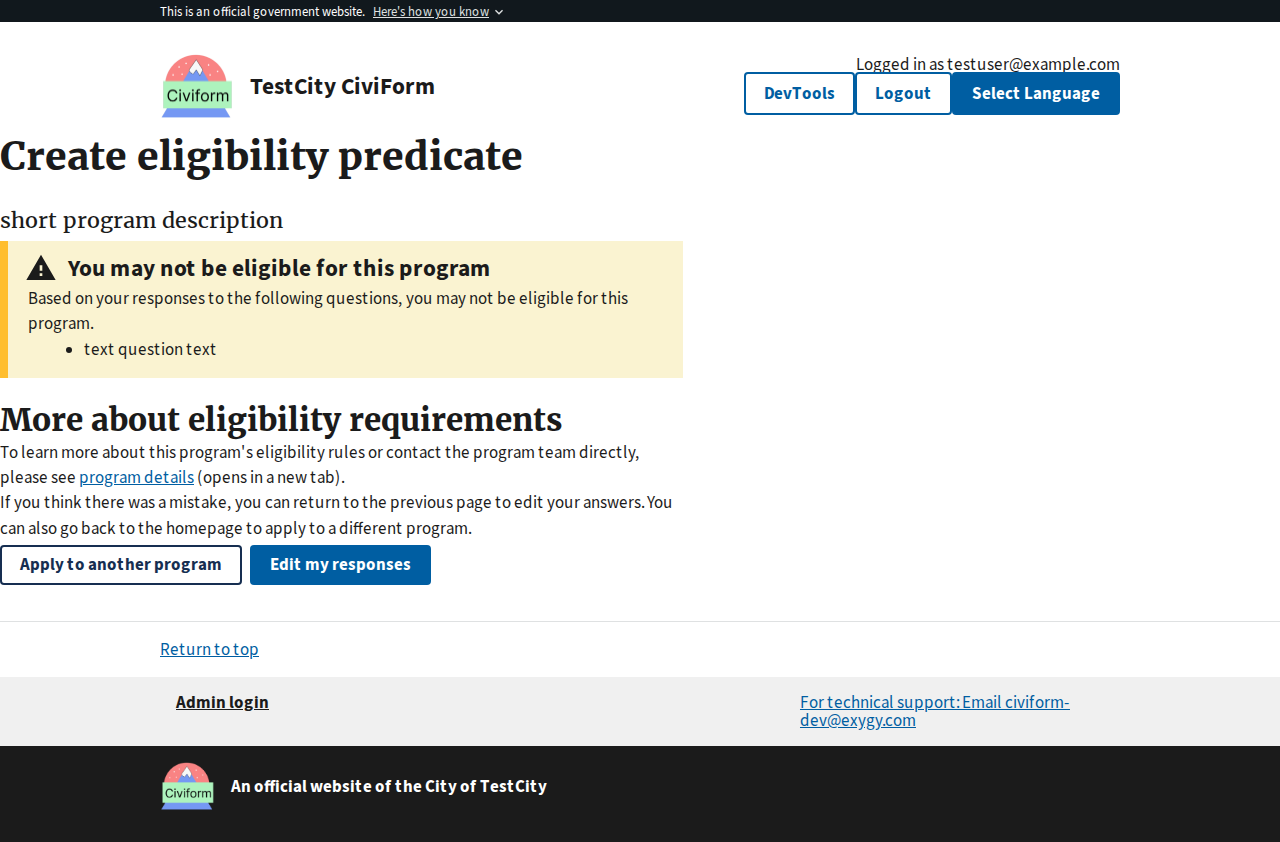 This is an official government website. Here's how you know
Civiform
TestCity CiviForm
Logged in as testuser@example.com
DevTools
Logout
Select Language
Create eligibility predicate
short program description
You may not be eligible for this program
Based on your responses to the following questions, you may not be eligible for this
program.
• text question text
More about eligibility requirements
To learn more about this program's eligibility rules or contact the program team directly,
please see program details (opens in a new tab).
If you think there was a mistake, you can return to the previous page to edit your answers. You
can also go back to the homepage to apply to a different program.
Apply to another program
Edit my responses
Return to top
Admin login
For technical support: Email civiform-
dev@exygy.com
Civiform
An official website of the City of TestCity